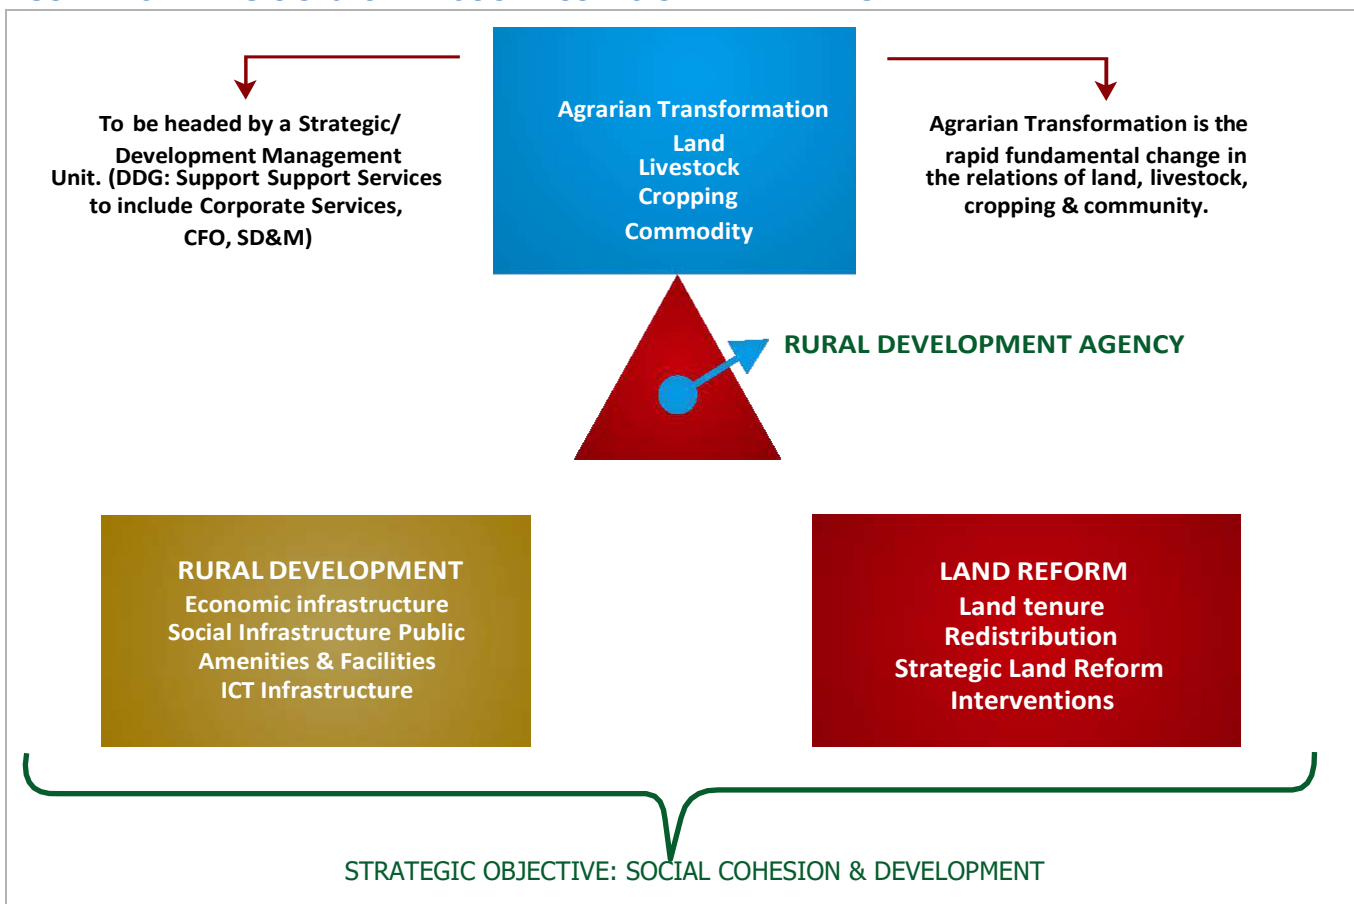 To be headed by a Strategic/
Development Management
Unit. (DDG: Support Support Services
to include Corporate Services,
CFO, SD&M)
Agrarian Transformation
Land
Livestock
Cropping
Commodity
Agrarian Transformation is the
rapid fundamental change in
the relations of land, livestock,
cropping & community.
RURAL DEVELOPMENT AGENCY
RURAL DEVELOPMENT
Economic infrastructure
Social Infrastructure Public
Amenities & Facilities
ICT Infrastructure
LAND REFORM
Land tenure
Redistribution
Strategic Land Reform
Interventions
STRATEGIC OBJECTIVE: SOCIAL COHESION & DEVELOPMENT